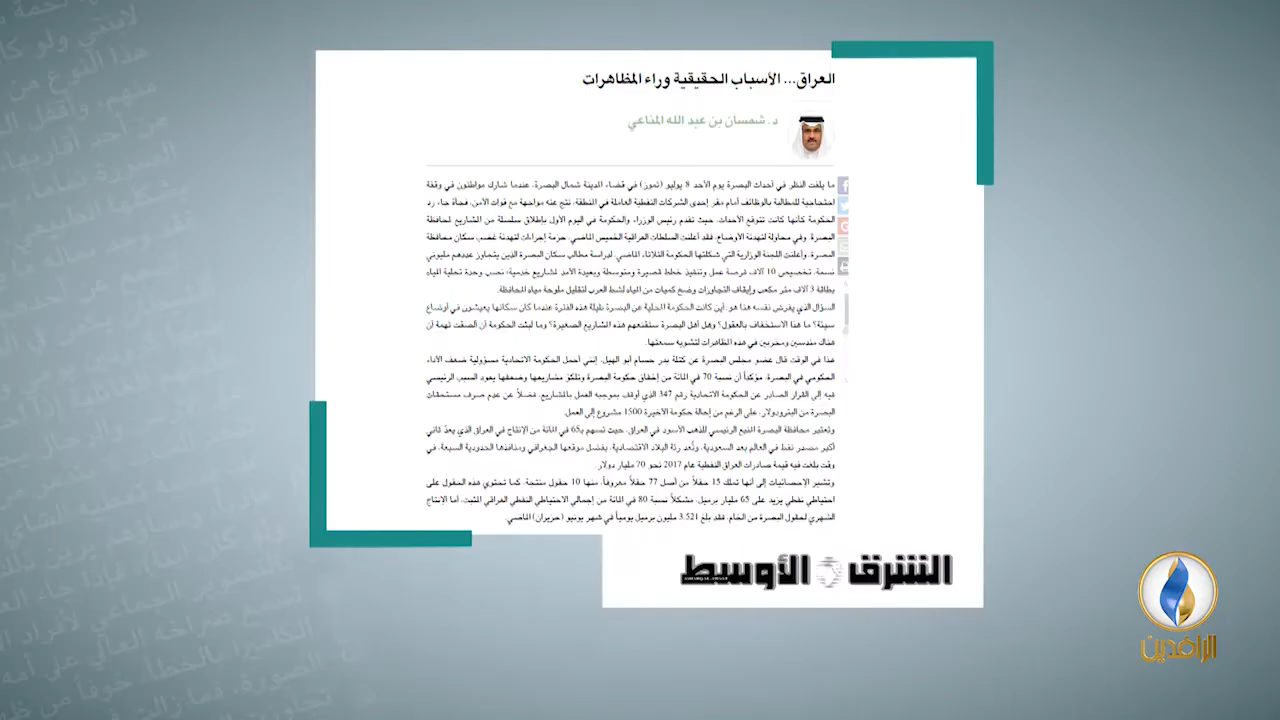 العراق... الأسباب الحقيقية وراء المظاهرات
د. شمسان بن عبد الله المناعي
ما يلفت النظر في أحداث البصرة يوم الأحد 8 يوليو (تموز) في قضاء المدينة شمال البصرة، عندما شارك مواطنون في وقفة
احتجاجية للمطالبة بالوظائف أمام مقر إحدى الشركات النفطية العاملة في المنطقة، نتج عنه مواجهة مع قوات الأمن، فجأة جاء رد
الحكومة كأنها كانت تتوقع الأحداث، حيث تقدم رئيس الوزراء والحكومة في اليوم الأول بإطلاق سلسلة من المشاريع لمحافظة
البصرة. وفي محاولة لتهدئة الأوضاع، فقد أعلنت السلطات العراقية الخميس الماضي، حزمة إجراءات لتهدئة غضب سكان محافظة
البصرة. وأعلنت اللجنة الوزارية التي شكلتها الحكومة الثلاثاء الماضي، لدراسة مطالب سكان البصرة الذين يتجاوز عددهم مليوني
نسمة، تخصيص 10 آلاف فرصة عمل وتنفيذ خطط قصيرة ومتوسطة وبعيدة الأمد لمشاريع خدمية؛ نصب وحدة تحلية المياه
بطاقة 3 آلاف متر مكعب وإيقاف التجاوزات وضخ كميات من المياه لشط العرب لتقليل ملوحة مياه المحافظة.
السؤال الذي يفرض نفسه هنا هو: أين كانت الحكومة المحلية عن البصرة طيلة هذه الفترة عندما كان سكانها يعيشون في أوضاع
سيئة؟ ما هذا الاستخفاف بالعقول؟ وهل أهل البصرة ستقنعهم هذه المشاريع الصغيرة؟ وما لبثت الحكومة أن ألصقت تهمة أن
هناك مندسين ومخربين في هذه المظاهرات لتشويه سمعتها.
هذا في الوقت قال عضو مجلس البصرة عن كتلة بدر حسام أبو الهيل، إنني أحمل الحكومة الاتحادية مسؤولية ضعف الأداء
الحكومي في البصرة، مؤكداً أن نسبة 70 في المائة من إخفاق حكومة البصرة وتلكؤ مشاريعها وضعفها يعود السبب الرئيسي
فيه إلى القرار الصادر عن الحكومة الاتحادية رقم 347 الذي أوقف بموجبه العمل بالمشاريع، فضلاً عن عدم صرف مستحقات
البصرة من البترودولار، على الرغم من إحالة حكومة الأخيرة 1500 مشروع إلى العمل.
وتعتبر محافظة البصرة المنبع الرئيسي للذهب الأسود في العراق، حيث تسهم بـ65 في المائة من الإنتاج في العراق الذي يعدّ ثاني
أكبر مصدر نفط في العالم بعد السعودية، وتُعد رئة البلاد الاقتصادية، بفضل موقعها الجغرافي ومنافذها الحدودية السبعة، في
وقت بلغت فيه قيمة صادرات العراق النفطية عام 2017 نحو 70 مليار دولار.
وتشير الإحصائيات إلى أنها تملك 15 حقلاً من أصل 77 حقلاً معروفاً، منها 10 حقول منتجة، كما تحتوي هذه الحقول على
احتياطي نفطي يزيد على 65 مليار برميل، مشكلاً نسبة 80 في المائة من إجمالي الاحتياطي النفطي العراقي المثبت، أما الإنتاج
الشهري لحقول البصرة من الخام، فقد بلغ 3.521 مليون برميل يومياً في شهر يونيو (حزيران) الماضي.
الشرق الأوسط
الرافدين